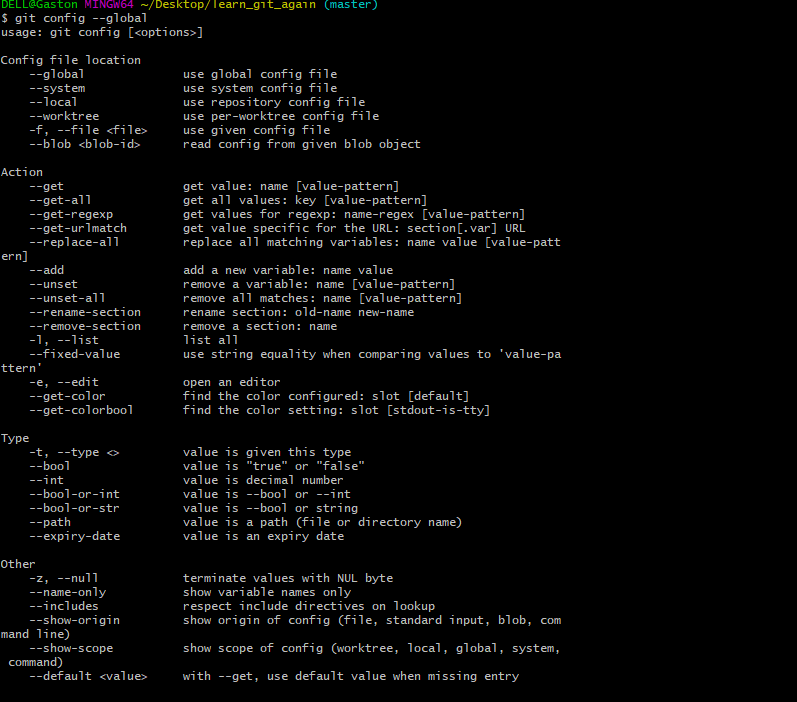 DELL@Gaston MINGW64 ~/Desktop/learn_git_again (master)
$ git config --global
usage: git config [<options>]

Config file location
    --global              use global config file
    --system              use system config file
    --local               use repository config file
    --worktree            use per-worktree config file
    -f, --file <file>     use given config file
    --blob <blob-id>      read config from given blob object

Action
    --get                 get value: name [value-pattern]
    --get-all             get all values: key [value-pattern]
    --get-regexp          get values for regexp: name-regex [value-pattern]
    --get-urlmatch        get value specific for the URL: section[.var] URL
    --replace-all         replace all matching variables: name value [value-patt
ern]
    --add                 add a new variable: name value
    --unset               remove a variable: name [value-pattern]
    --unset-all           remove all matches: name [value-pattern]
    --rename-section      rename section: old-name new-name
    --remove-section      remove a section: name
    -l, --list            list all
    --fixed-value         use string equality when comparing values to 'value-pa
ttern'
    -e, --edit            open an editor
    --get-color           find the color configured: slot [default]
    --get-colorbool       find the color setting: slot [stdout-is-tty]

Type
    -t, --type <>         value is given this type
    --bool                value is "true" or "false"
    --int                 value is decimal number
    --bool-or-int         value is --bool or --int
    --bool-or-str         value is --bool or string
    --path                value is a path (file or directory name)
    --expiry-date         value is an expiry date

Other
    -z, --null            terminate values with NUL byte
    --name-only           show variable names only
    --includes            respect include directives on lookup
    --show-origin         show origin of config (file, standard input, blob, com
mand line)
    --show-scope          show scope of config (worktree, local, global, system,
 command)
    --default <value>     with --get, use default value when missing entry